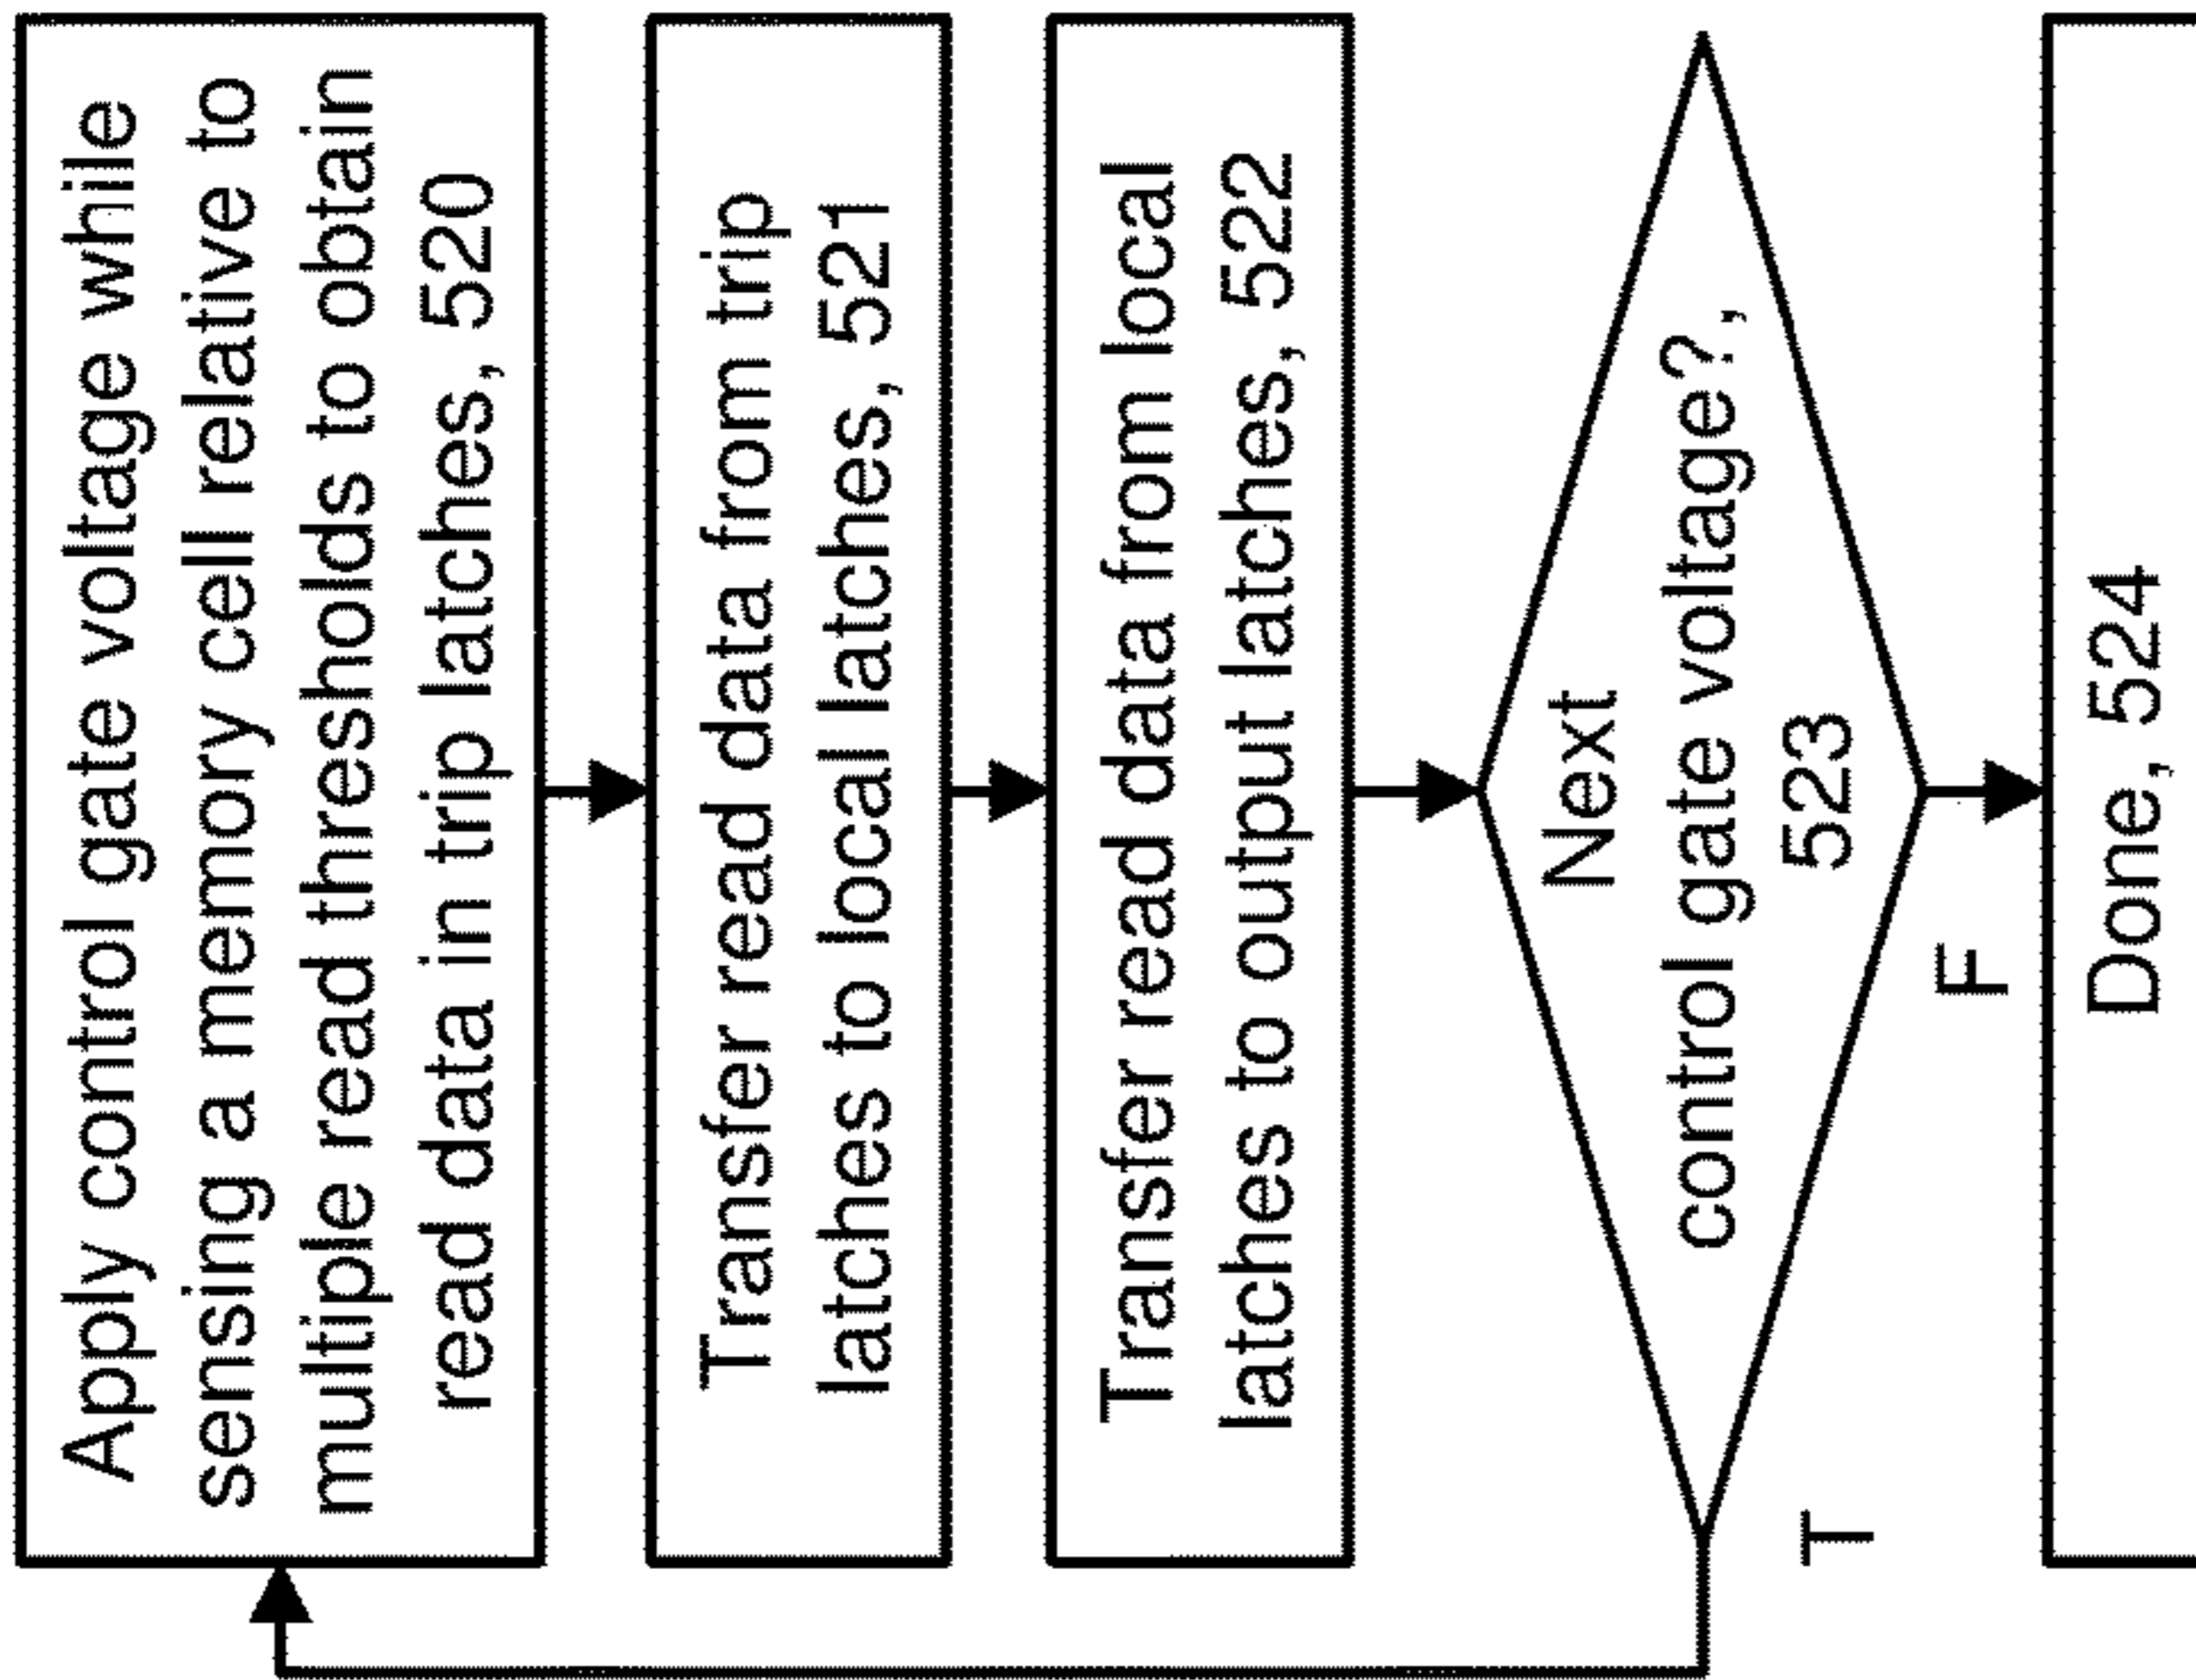 Apply control gate voltage while
sensing a memory cell relative to
multiple read thresholds to obtain
read data in trip latches, 520
Transfer read data from trip
latches to local latches, 521
Transfer read data from local
latches to output latches, 522
Next
control gate voltage?,
523
T
F
Done, 524